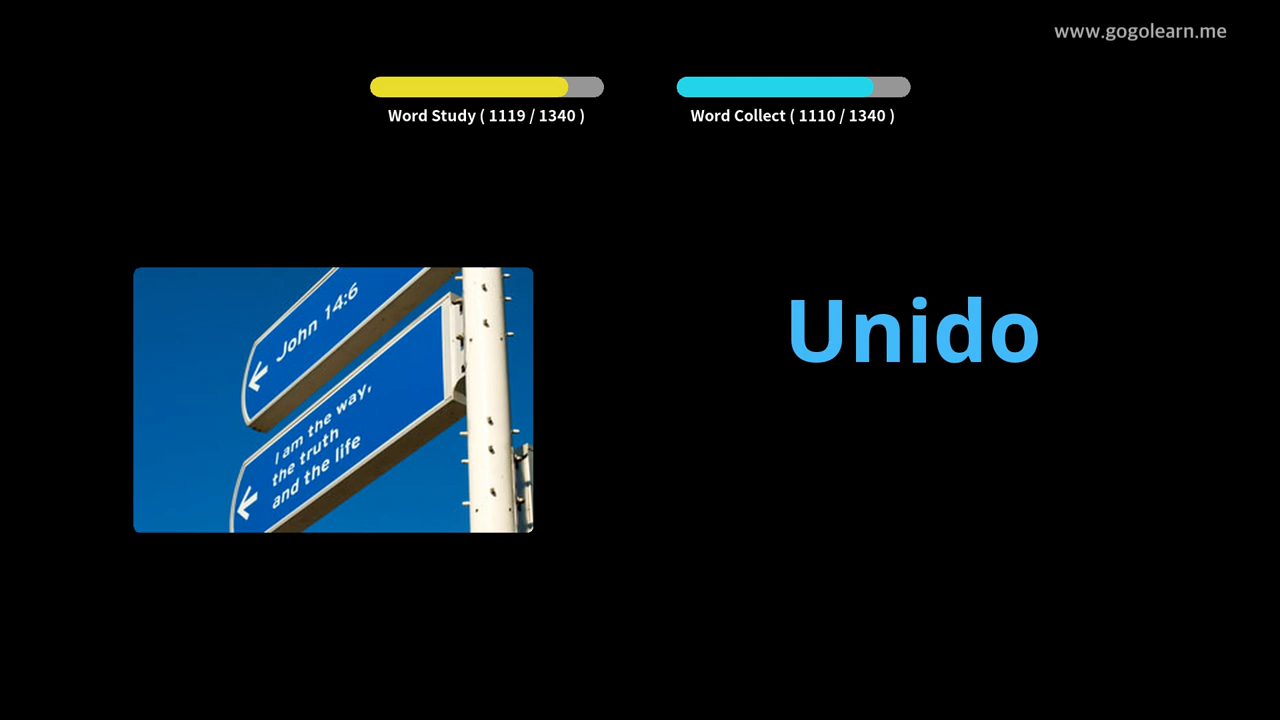 www.gogolearn.me
Word Study ( 1119 / 1340 )
Word Collect ( 1110 / 1340 )
John 14:6
I am the way,
the truth
and the life
Unido